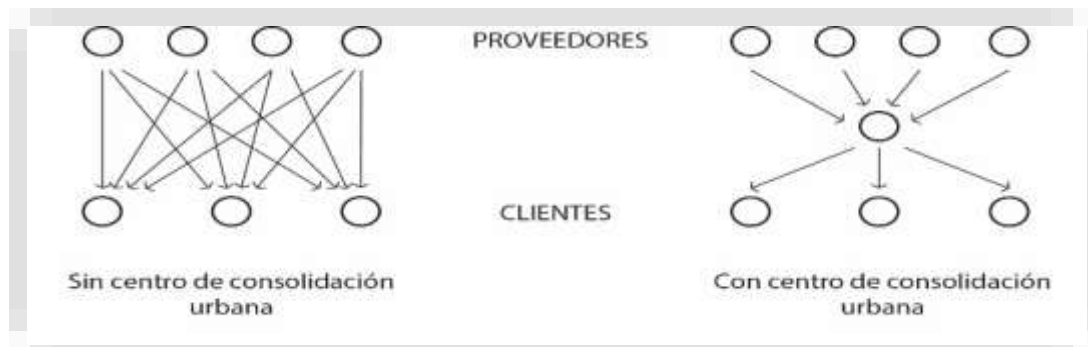 PROVEEDORES
CLIENTES
Sin centro de consolidación
urbana
Con centro de consolidación
urbana